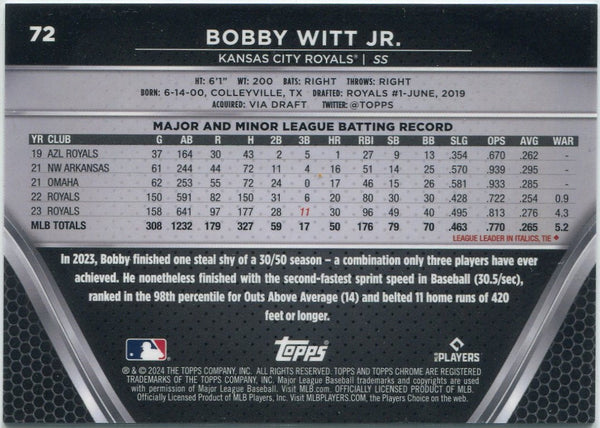 72
BOBBY WITT JR.
KANSAS CITY ROYALS® | SS
HT: 6'1" WT: 200 BATS: RIGHT THROWS: RIGHT
BORN: 6-14-00, COLLEYVILLE, TX DRAFTED: ROYALS #1-JUNE, 2019
ACQUIRED: VIA DRAFT TWITTER: @TOPPS
MAJOR AND MINOR LEAGUE BATTING RECORD
YR CLUB G AB R H 2B 3B HR RBI SB BB SLG OPS AVG WAR
19 AZL ROYALS 37 164 30 43 2 5 1 27 9 13 .354 .670 .262 -
21 NW ARKANSAS 61 244 44 72 11 4 16 51 14 25 .570 .939 .295 -
21 OMAHA 62 253 55 72 24 0 17 46 15 26 .581 .933 .285 -
22 ROYALS 150 591 82 150 31 6 20 80 30 30 .428 .722 .254 0.9
23 ROYALS 158 641 97 177 28 11 30 96 49 40 .495 .813 .276 4.3
MLB TOTALS 308 1232 179 327 59 17 50 176 79 70 .463 .770 .265 5.2
LEAGUE LEADER IN ITALICS, TIE ♦
In 2023, Bobby finished one steal shy of a 30/50 season – a combination only three players have
ever achieved. He nonetheless finished with the second-fastest sprint speed in Baseball (30.5/sec),
ranked in the 98th percentile for Outs Above Average (14) and belted 11 home runs of 420
feet or longer.
Topps
MLB PLAYERS
® & © 2024 THE TOPPS COMPANY, INC. ALL RIGHTS RESERVED. TOPPS AND TOPPS CHROME ARE REGISTERED
TRADEMARKS OF THE TOPPS COMPANY, INC. Major League Baseball trademarks and copyrights are used
with permission of Major League Baseball. Visit MLB.com. OFFICIALLY LICENSED PRODUCT OF MLB.
Officially Licensed Product of MLB Players, Inc. Visit MLBPLAYERS.com, the Players Choice on the web.